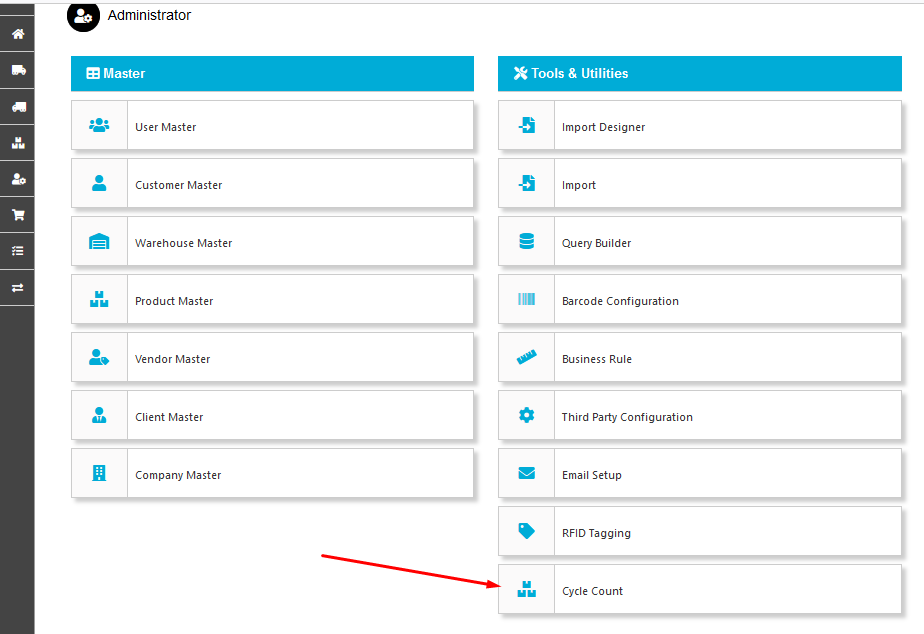 Administrator
Master
User Master
Customer Master
Warehouse Master
Product Master
Vendor Master
Client Master
Company Master
Tools & Utilities
Import Designer
Import
Query Builder
Barcode Configuration
Business Rule
Third Party Configuration
Email Setup
RFID Tagging
Cycle Count